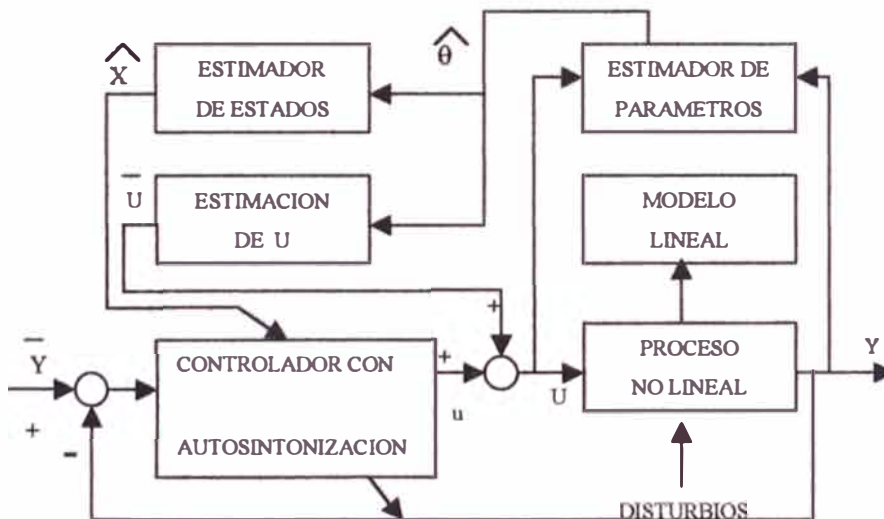 X̂
ESTIMADOR
DE ESTADOS
θ̂
ESTIMADOR DE
PARAMETROS
U̅
ESTIMACION
DE U
MODELO
LINEAL
+
Y̅
+
-
CONTROLADOR CON
AUTOSINTONIZACION
+
u
U
PROCESO
NO LINEAL
Y
DISTURBIOS